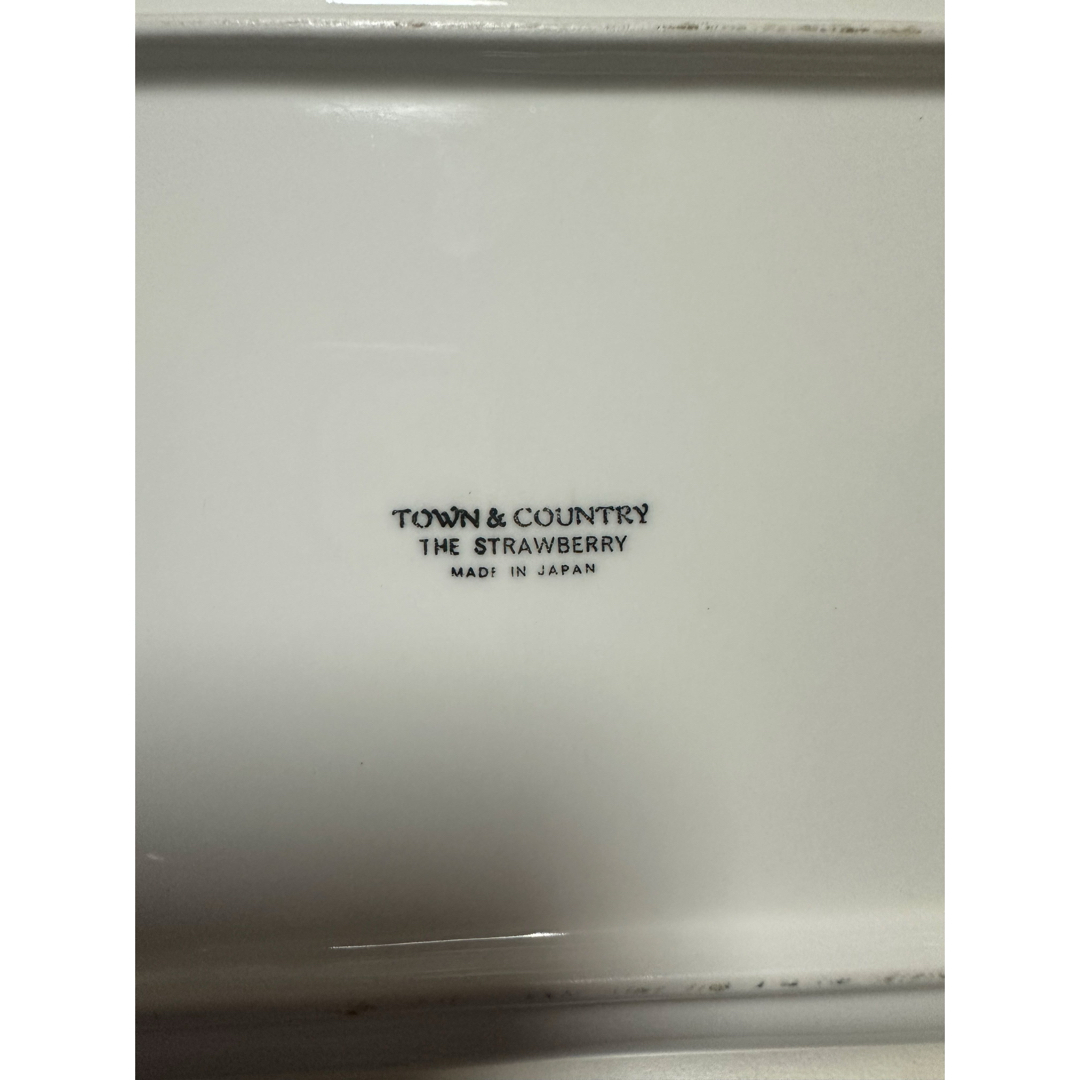 TOWN & COUNTRY
THE STRAWBERRY
MADE IN JAPAN